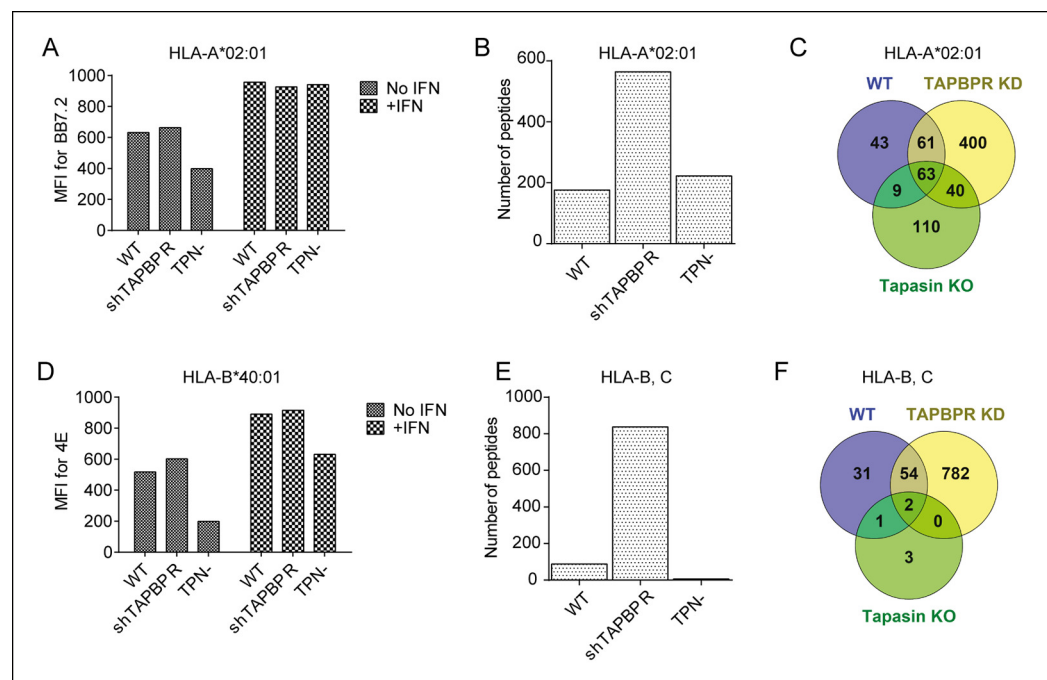 A
HLA-A*02:01
MFI for BB7.2
1000
800
600
400
200
0
WT
shTAPBPR
TPN-
WT
shTAPBPR
TPN-
No IFN
+IFN
B
HLA-A*02:01
Number of peptides
600
400
200
0
WT
shTAPBPR
TPN-
C
HLA-A*02:01
WT
TAPBPR KD
43
61
400
63
9
40
110
Tapasin KO
D
HLA-B*40:01
MFI for 4E
1000
800
600
400
200
0
WT
shTAPBPR
TPN-
WT
shTAPBPR
TPN-
No IFN
+IFN
E
HLA-B, C
Number of peptides
1000
800
600
400
200
0
WT
shTAPBPR
TPN-
F
HLA-B, C
WT
TAPBPR KD
31
54
782
2
1
0
3
Tapasin KO